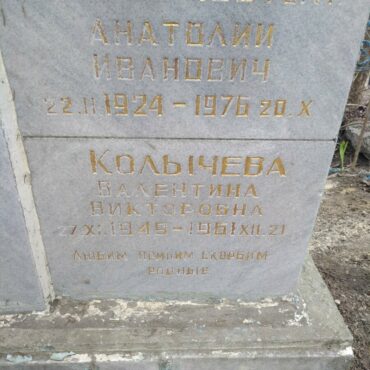 АНАТОЛИЙ
ИВАНОВИЧ
22.II.1924 – 1976 20.X
КОЛЫЧЕВА
ВАЛЕНТИНА
ВИКТОРОВНА
7 XI.1945 – 1961 XII.21
ЛЮБИМ ПОМНИМ СКОРБИМ
РОДНЫЕ